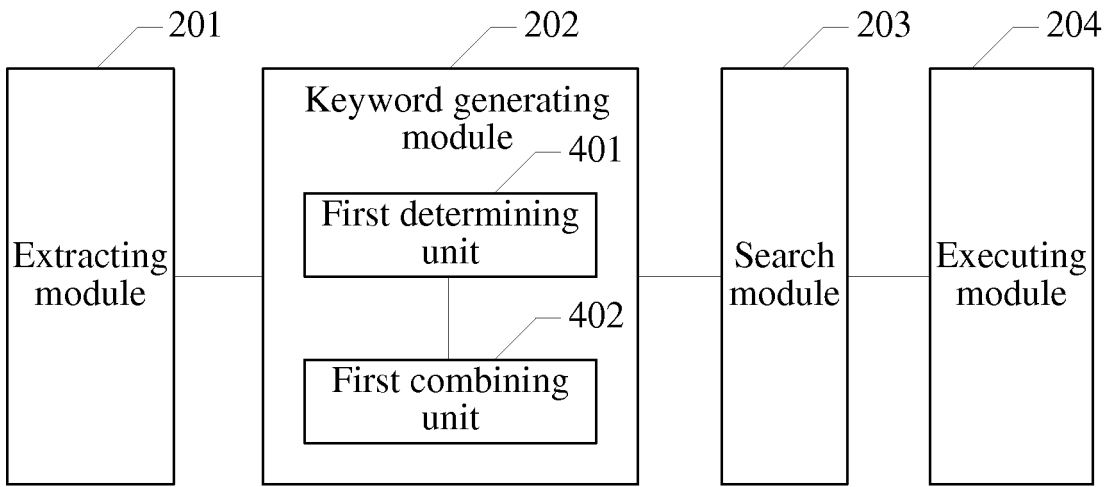 201
202
203
204
Keyword generating
module
401
First determining
unit
Extracting
module
Search
module
Executing
module
402
First combining
unit